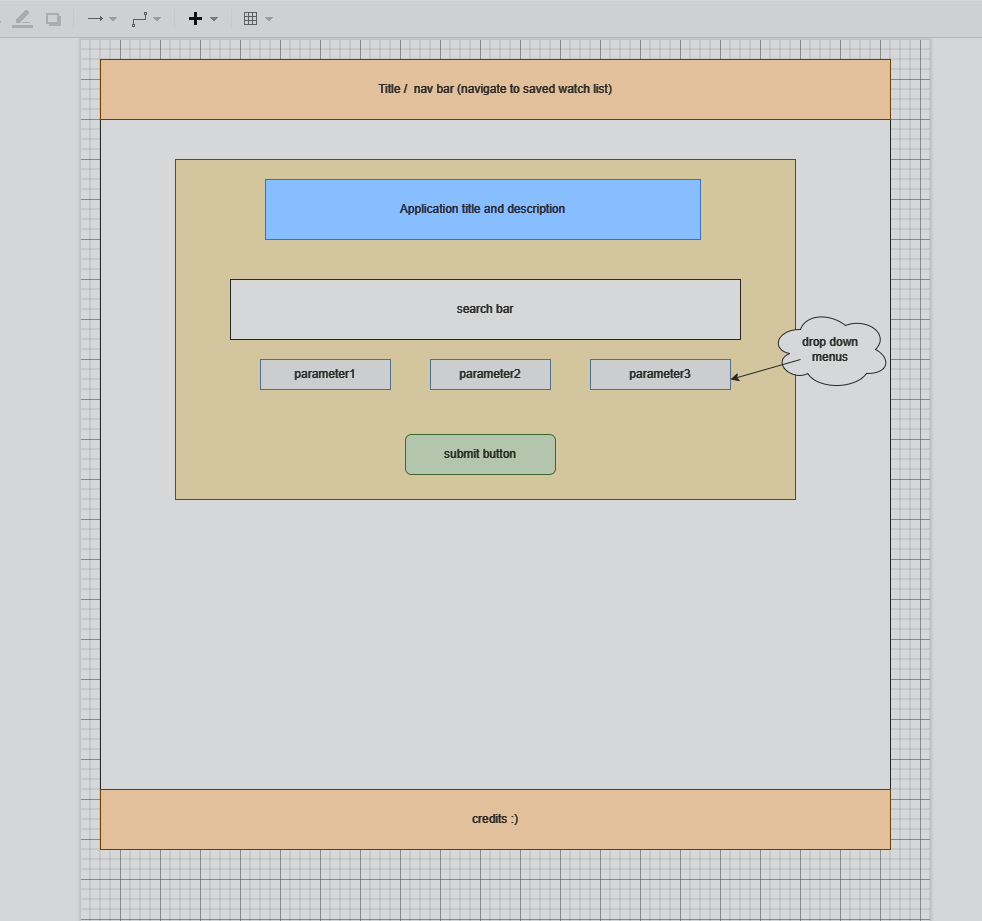 Title /  nav bar (navigate to saved watch list)
Application title and description
search bar
drop down
menus
parameter1
parameter2
parameter3
submit button
credits :)